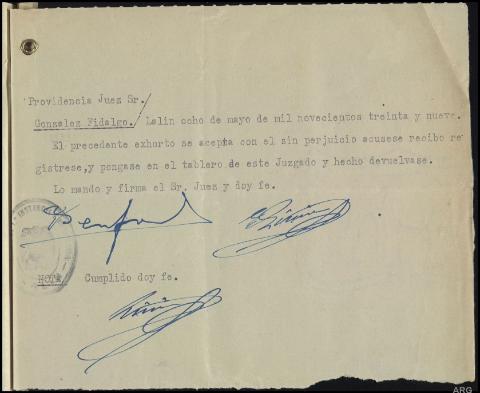 Providencia Juez Sr.
Gonzalez Fidalgo./ Lalin ocho de mayo de mil novecientos treinta y nueve.
El precedente exhorto se acepta con el sin perjuicio acusese recibo re
gistrese,y pongase en el tablero de este Juzgado y hecho devuelvase.
Lo mando y firma el Sr. Juez y doy fe.
NOTA. Cumplido doy fe.
ARG